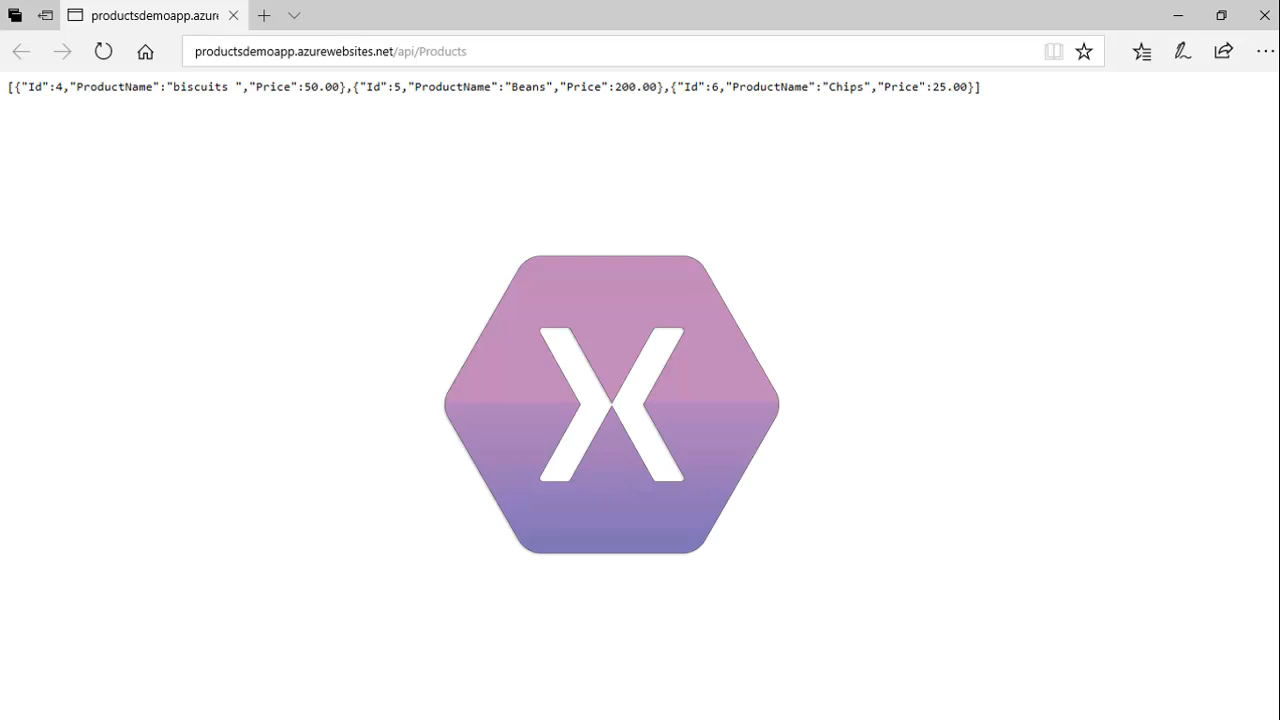 productsdemoapp.azure
productsdemoapp.azurewebsites.net/api/Products
[{"Id":4,"ProductName":"biscuits ","Price":50.00},{"Id":5,"ProductName":"Beans","Price":200.00},{"Id":6,"ProductName":"Chips","Price":25.00}]
X